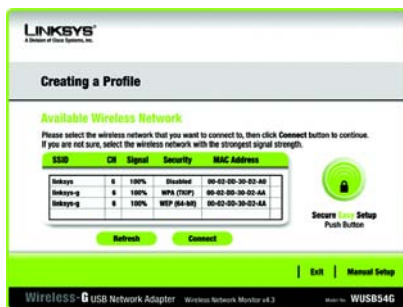 LINKSYS®
A Division of Cisco Systems, Inc.
Creating a Profile
Available Wireless Network
Please select the wireless network that you want to connect to, then click Connect button to continue.
If you are not sure, select the wireless network with the strongest signal strength.
SSID CH Signal Security MAC Address
linksys 6 100% Disabled 00-02-DD-30-D2-A0
linksys-g 6 100% WPA (TKIP) 00-02-DD-30-D2-AA
linksys-g 6 100% WEP (64-bit) 00-02-DD-30-D2-AA
Secure Easy Setup
Push Button
Refresh Connect
Exit Manual Setup
Wireless-G USB Network Adapter Wireless Network Monitor v4.3 Model No. WUSB54G